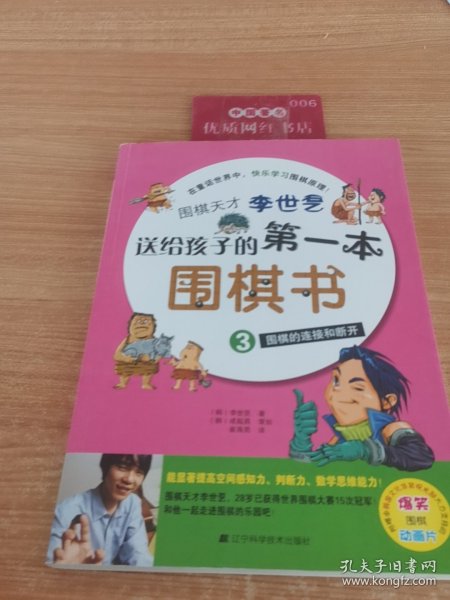 中国著名
006
优质网红书店
在童话世界中，快乐学习围棋原理！
围棋天才 李世乭
送给孩子的第一本
围棋书
3 围棋的连接和断开
（韩）李世乭 著
能显著提高空间感知力、判断力、数学思维能力！
围棋天才李世乭，28岁已获得世界围棋大赛15次冠军！
和他一起走进围棋的乐园吧！
爆笑
围棋
动画片
辽宁科学技术出版社
孔夫子旧书网
www.kongfz.com